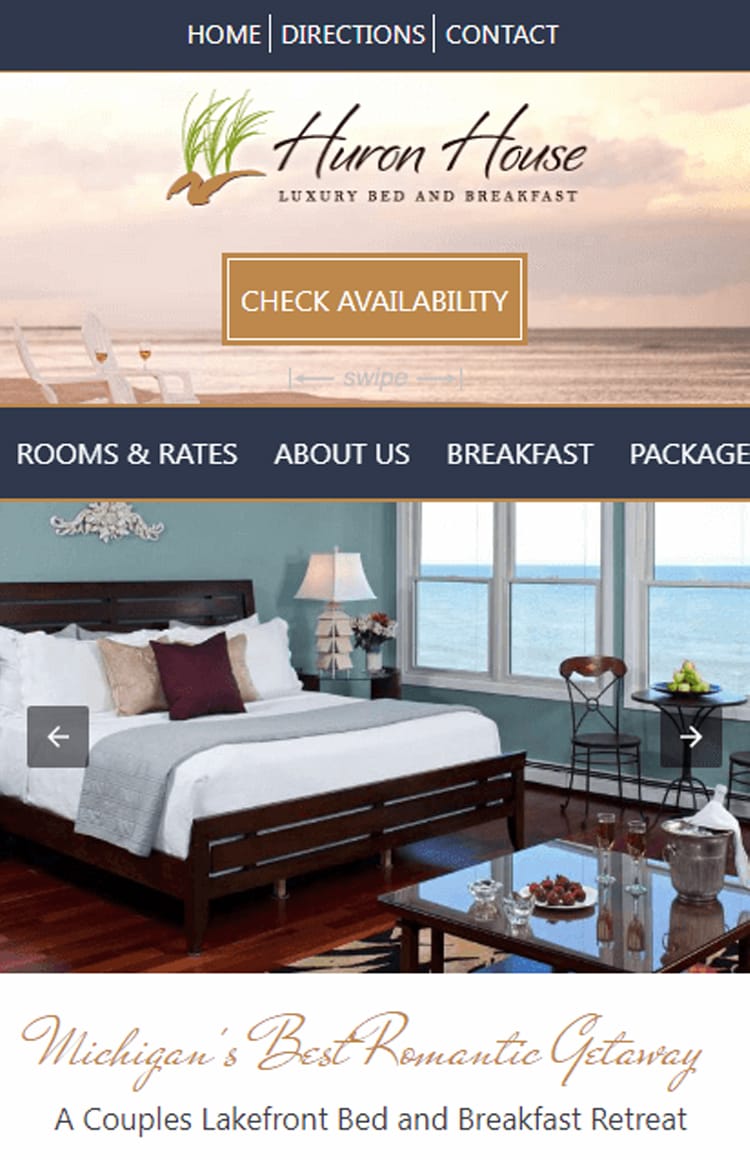 HOME DIRECTIONS CONTACT
Huron House
LUXURY BED AND BREAKFAST
CHECK AVAILABILITY
swipe
ROOMS & RATES ABOUT US BREAKFAST PACKAGE
Michigan's Best Romantic Getaway
A Couples Lakefront Bed and Breakfast Retreat